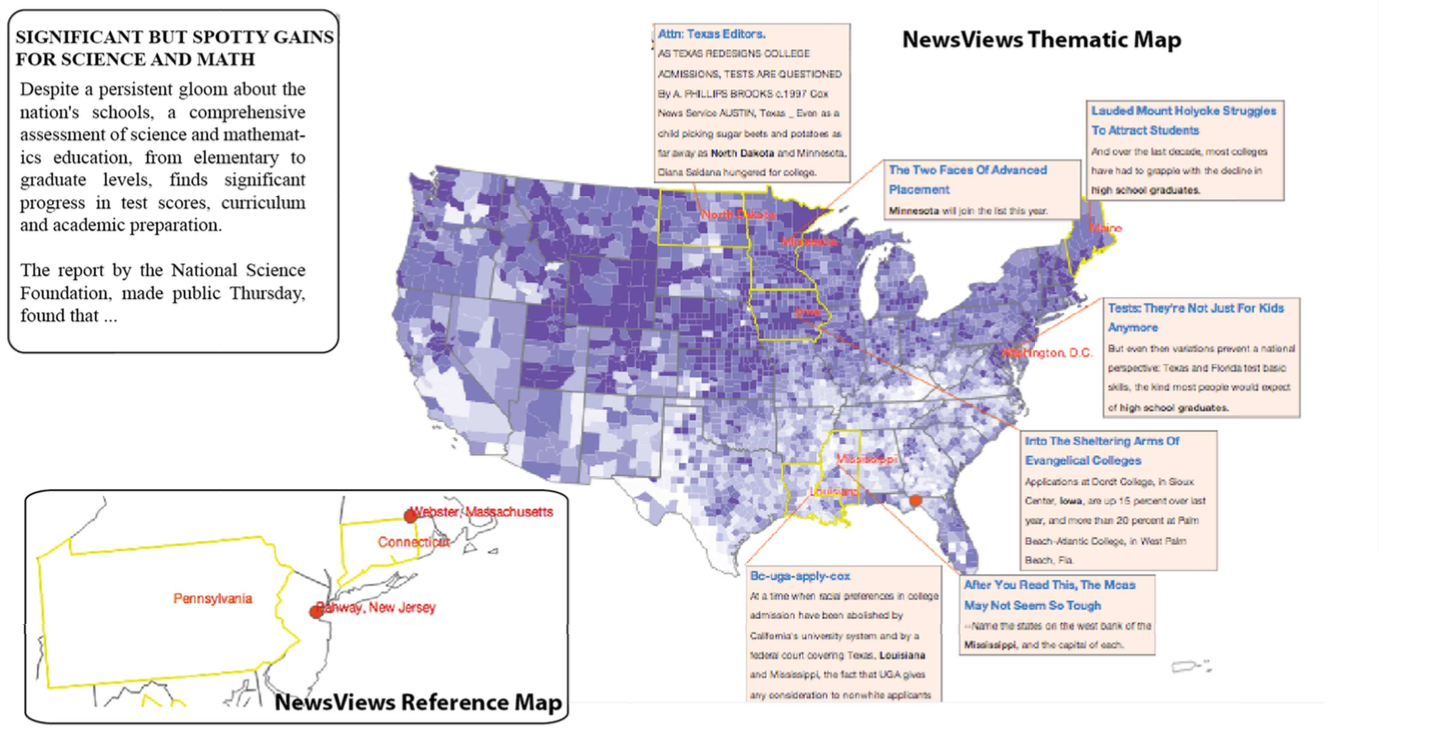 SIGNIFICANT BUT SPOTTY GAINS
FOR SCIENCE AND MATH
Despite a persistent gloom about the
nation's schools, a comprehensive
assessment of science and mathemat-
ics education, from elementary to
graduate levels, finds significant
progress in test scores, curriculum
and academic preparation.
The report by the National Science
Foundation, made public Thursday,
found that ...
NewsViews Thematic Map
Attn: Texas Editors.
AS TEXAS REDESIGNS COLLEGE
ADMISSIONS, TESTS ARE QUESTIONED
By A. PHILLIPS BROOKS c.1997 Cox
News Service AUSTIN, Texas _ Even as a
child picking sugar beets and potatoes as
far away as North Dakota and Minnesota,
Diana Saldana hungered for college.
The Two Faces Of Advanced
Placement
Minnesota will join the list this year.
Lauded Mount Holyoke Struggles
To Attract Students
And over the last decade, most colleges
have had to grapple with the decline in
high school graduates.
North Dakota
Minnesota
Maine
Iowa
Washington, D.C.
Mississippi
Louisiana
Tests: They're Not Just For Kids
Anymore
But even then variations prevent a national
perspective: Texas and Florida test basic
skills, the kind most people would expect
of high school graduates.
Into The Sheltering Arms Of
Evangelical Colleges
Applications at Dordt College, in Sioux
Center, Iowa, are up 15 percent over last
year, and more than 20 percent at Palm
Beach-Atlantic College, in West Palm
Beach, Fla.
Bc-uga-apply-cox
At a time when racial preferences in college
admission have been abolished by
California's university system and by a
federal court covering Texas, Louisiana
and Mississippi, the fact that UGA gives
any consideration to nonwhite applicants
After You Read This, The Mcas
May Not Seem So Tough
--Name the states on the west bank of the
Mississippi, and the capital of each.
Webster, Massachusetts
Connecticut
Pennsylvania
Rahway, New Jersey
NewsViews Reference Map